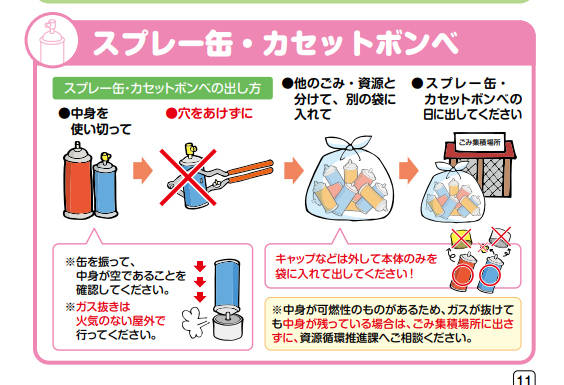 スプレー缶・カセットボンベ
スプレー缶・カセットボンベの出し方
●中身を
使い切って
●穴をあけずに
●他のごみ・資源と
分けて、別の袋に
入れて
●スプレー缶・
カセットボンベの
日に出してください
ごみ集積場所
※缶を振って、
中身が空であることを
確認してください。
※ガス抜きは
火気のない屋外で
行ってください。
キャップなどは外して本体のみを
袋に入れて出してください！
※中身が可燃性のものがあるため、ガスが抜けて
も中身が残っている場合は、ごみ集積場所に出さ
ずに、資源循環推進課へご相談ください。
11